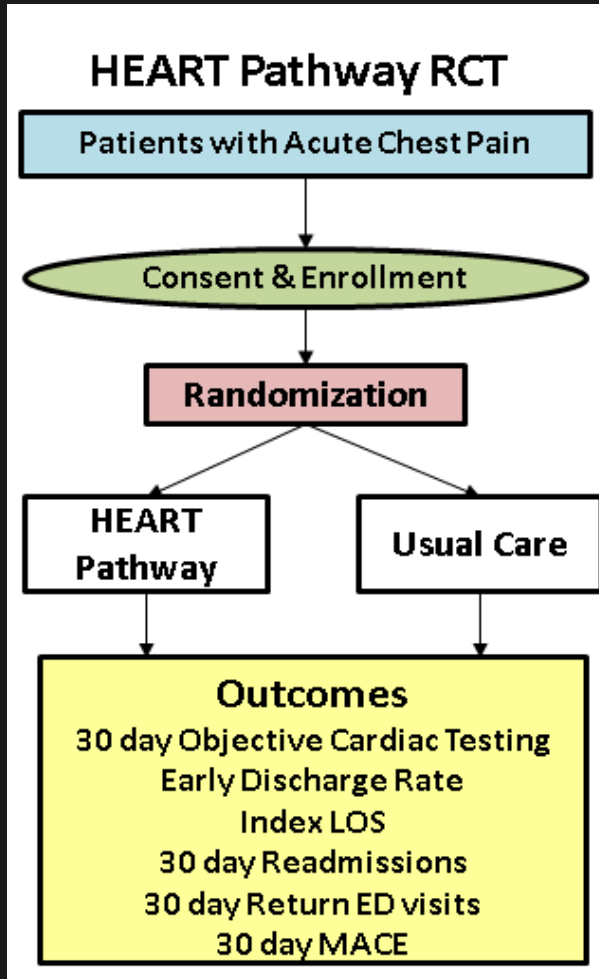 HEART Pathway RCT
Patients with Acute Chest Pain
Consent & Enrollment
Randomization
HEART
Pathway
Usual Care
Outcomes
30 day Objective Cardiac Testing
Early Discharge Rate
Index LOS
30 day Readmissions
30 day Return ED visits
30 day MACE